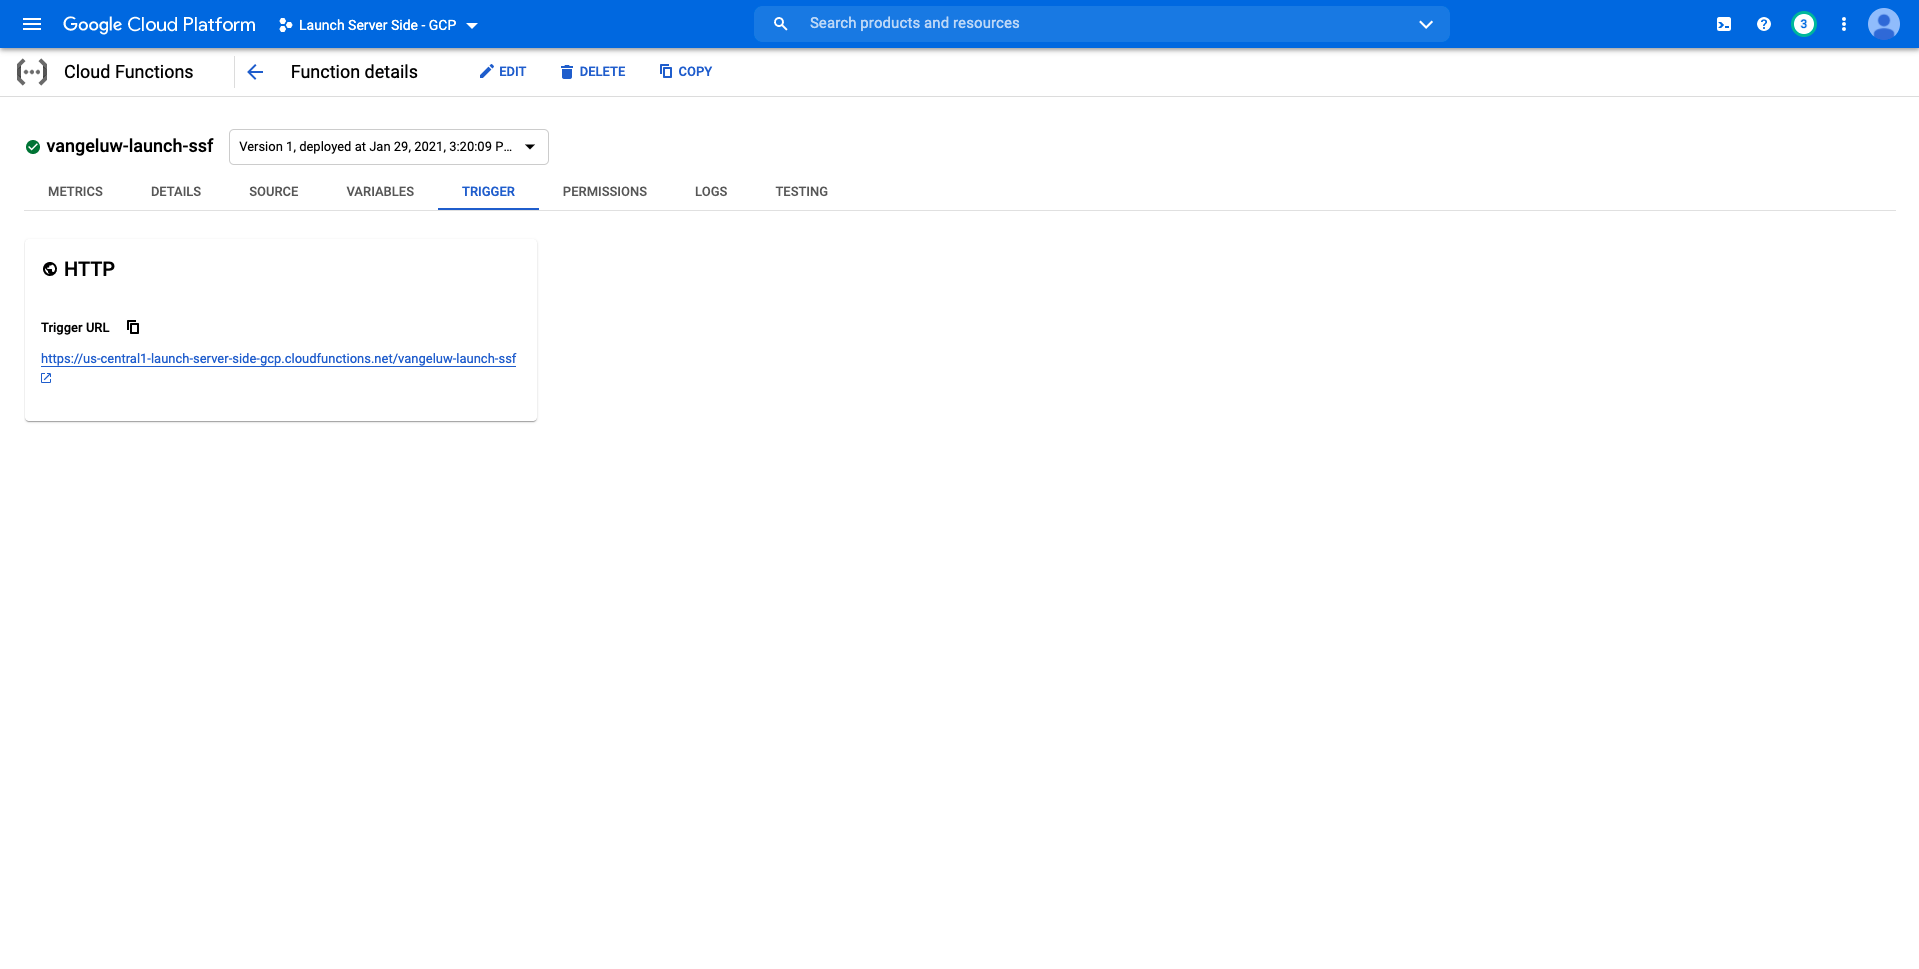 Google Cloud Platform
Launch Server Side - GCP
Search products and resources
3
Cloud Functions
Function details
EDIT
DELETE
COPY
vangeluw-launch-ssf
Version 1, deployed at Jan 29, 2021, 3:20:09 P...
METRICS
DETAILS
SOURCE
VARIABLES
TRIGGER
PERMISSIONS
LOGS
TESTING
HTTP
Trigger URL
https://us-central1-launch-server-side-gcp.cloudfunctions.net/vangeluw-launch-ssf